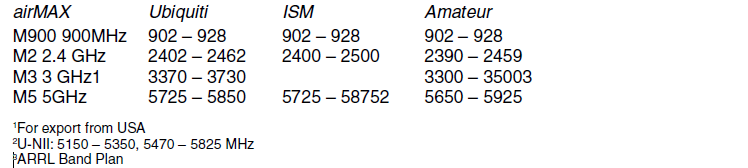 airMAX Ubiquiti ISM Amateur
M900 900MHz 902 – 928 902 – 928 902 – 928
M2 2.4 GHz 2402 – 2462 2400 – 2500 2390 – 2459
M3 3 GHz1 3370 – 3730 3300 – 35003
M5 5GHz 5725 – 5850 5725 – 58752 5650 – 5925
¹For export from USA
²U-NII: 5150 – 5350, 5470 – 5825 MHz
³ARRL Band Plan